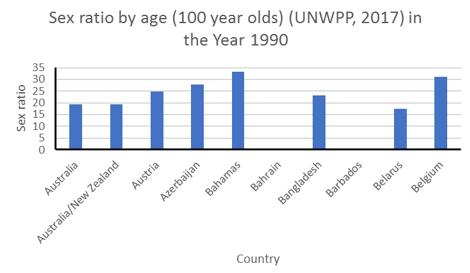 Sex ratio by age (100 year olds) (UNWPP, 2017) in
the Year 1990
Sex ratio
35
30
25
20
15
10
5
0
Australia
Australia/New Zealand
Austria
Azerbaijan
Bahamas
Bahrain
Bangladesh
Barbados
Belarus
Belgium
Country